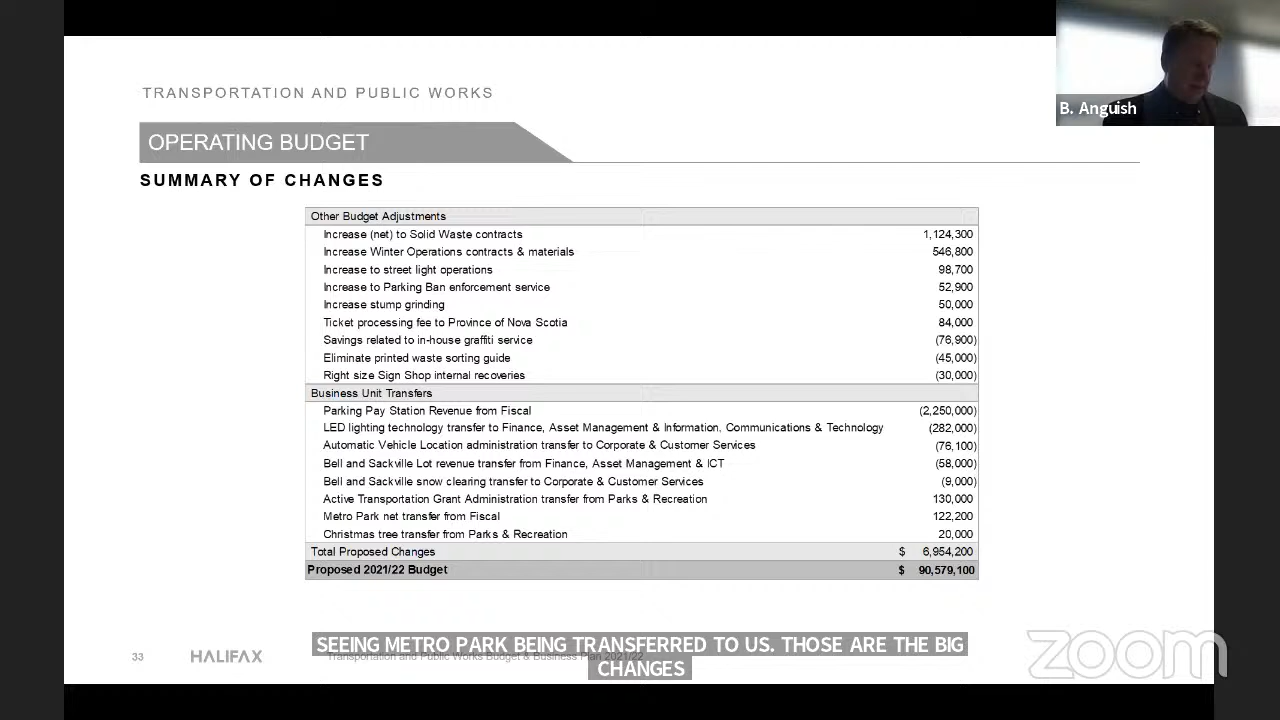 B. Anguish
TRANSPORTATION AND PUBLIC WORKS
OPERATING BUDGET
SUMMARY OF CHANGES
Other Budget Adjustments
Increase (net) to Solid Waste contracts 1,124,300
Increase Winter Operations contracts & materials 546,800
Increase to street light operations 98,700
Increase to Parking Ban enforcement service 52,900
Increase stump grinding 50,000
Ticket processing fee to Province of Nova Scotia 84,000
Savings related to in-house graffiti service (76,900)
Eliminate printed waste sorting guide (45,000)
Right size Sign Shop internal recoveries (30,000)
Business Unit Transfers
Parking Pay Station Revenue from Fiscal (2,250,000)
LED lighting technology transfer to Finance, Asset Management & Information, Communications & Technology (282,000)
Automatic Vehicle Location administration transfer to Corporate & Customer Services (76,100)
Bell and Sackville Lot revenue transfer from Finance, Asset Management & ICT (58,000)
Bell and Sackville snow clearing transfer to Corporate & Customer Services (9,000)
Active Transportation Grant Administration transfer from Parks & Recreation 130,000
Metro Park net transfer from Fiscal 122,200
Christmas tree transfer from Parks & Recreation 20,000
Total Proposed Changes $ 6,954,200
Proposed 2021/22 Budget $ 90,579,100
SEEING METRO PARK BEING TRANSFERRED TO US. THOSE ARE THE BIG
CHANGES
33 HALIFAX Transportation and Public Works Budget & Business Plan 2021/22
zoom